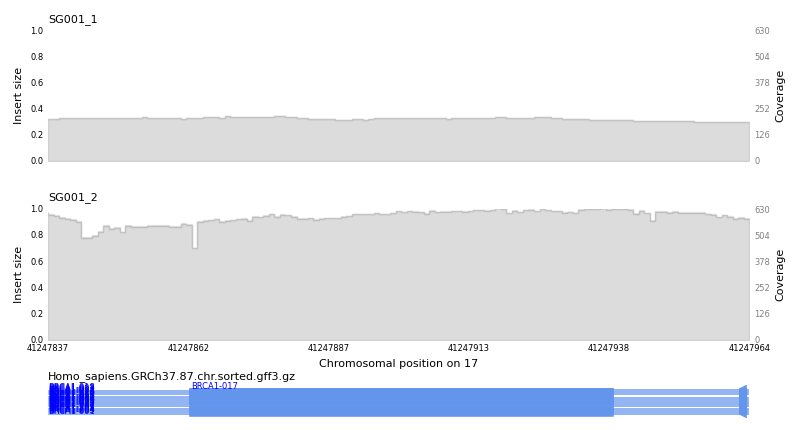 SG001_1
1.0 630
0.8 504
0.6 378
0.4 252
0.2 126
0.0 0
Insert size
Coverage
SG001_2
1.0 630
0.8 504
0.6 378
0.4 252
0.2 126
0.0 0
Insert size
Coverage
41247837 41247862 41247887 41247913 41247938 41247964
Chromosomal position on 17
Homo_sapiens.GRCh37.87.chr.sorted.gff3.gz
BRCA1-017